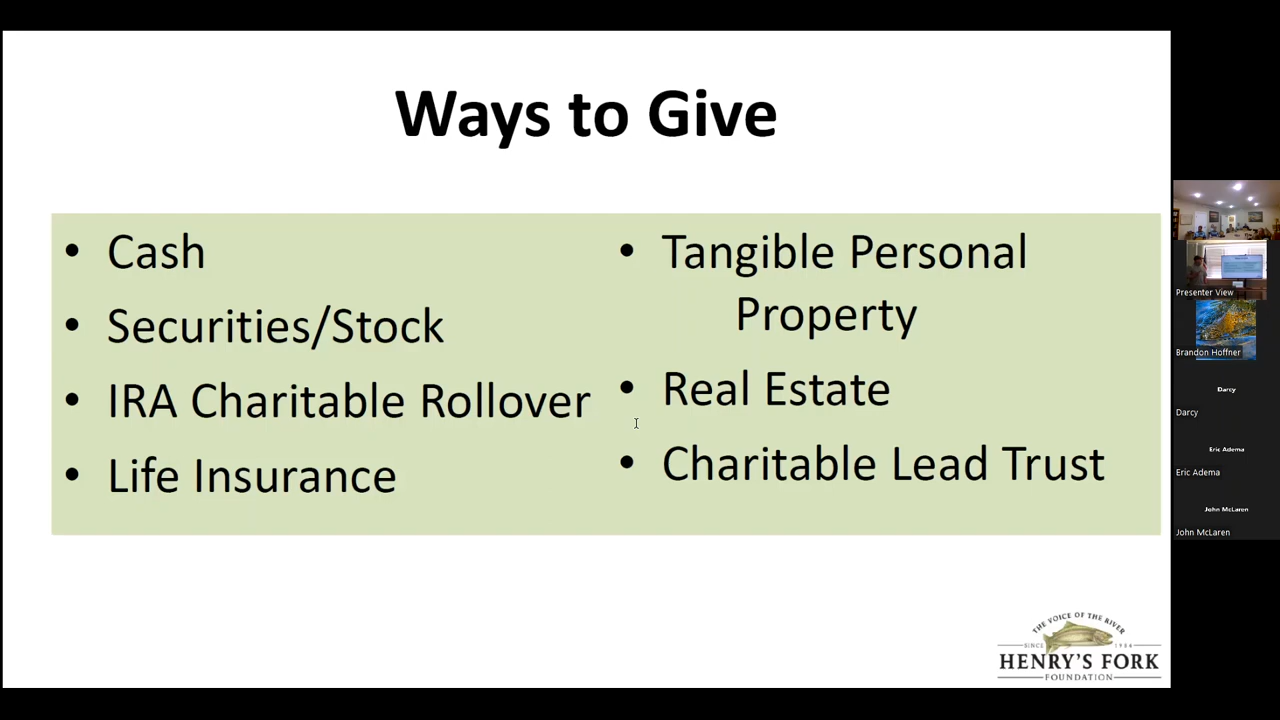 Ways to Give
• Cash
• Securities/Stock
• IRA Charitable Rollover
• Life Insurance
• Tangible Personal
Property
• Real Estate
• Charitable Lead Trust
THE VOICE OF THE RIVER
SINCE 1984
HENRY'S FORK
FOUNDATION
Presenter View
Brandon Hoffner
Darcy
Darcy
Eric Adema
Eric Adema
John McLaren
John McLaren